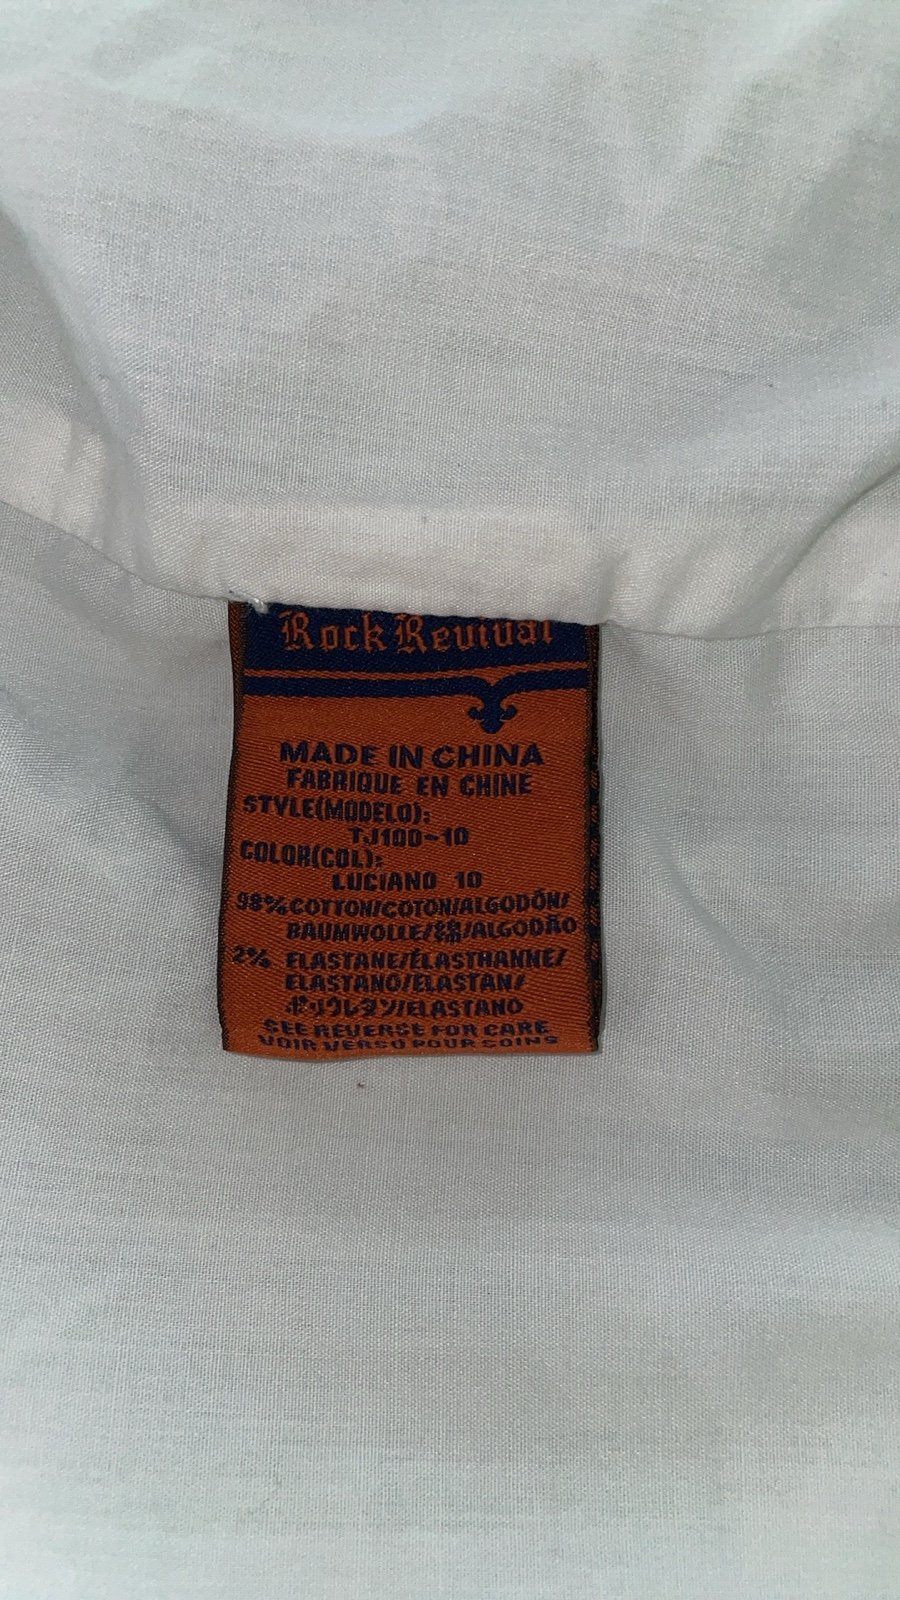 Rock Revival
MADE IN CHINA
FABRIQUE EN CHINE
STYLE(MODELO):
TJ100-10
COLOR(COL):
LUCIANO 10
98% COTTON/COTON/ALGODÓN/
BAUMWOLLE/綿/ALGODÃO
2% ELASTANE/ÉLASTHANNE/
ELASTANO/ELASTAN/
ポリウレタン/ELASTANO
SEE REVERSE FOR CARE
VOIR VERSO POUR SOINS